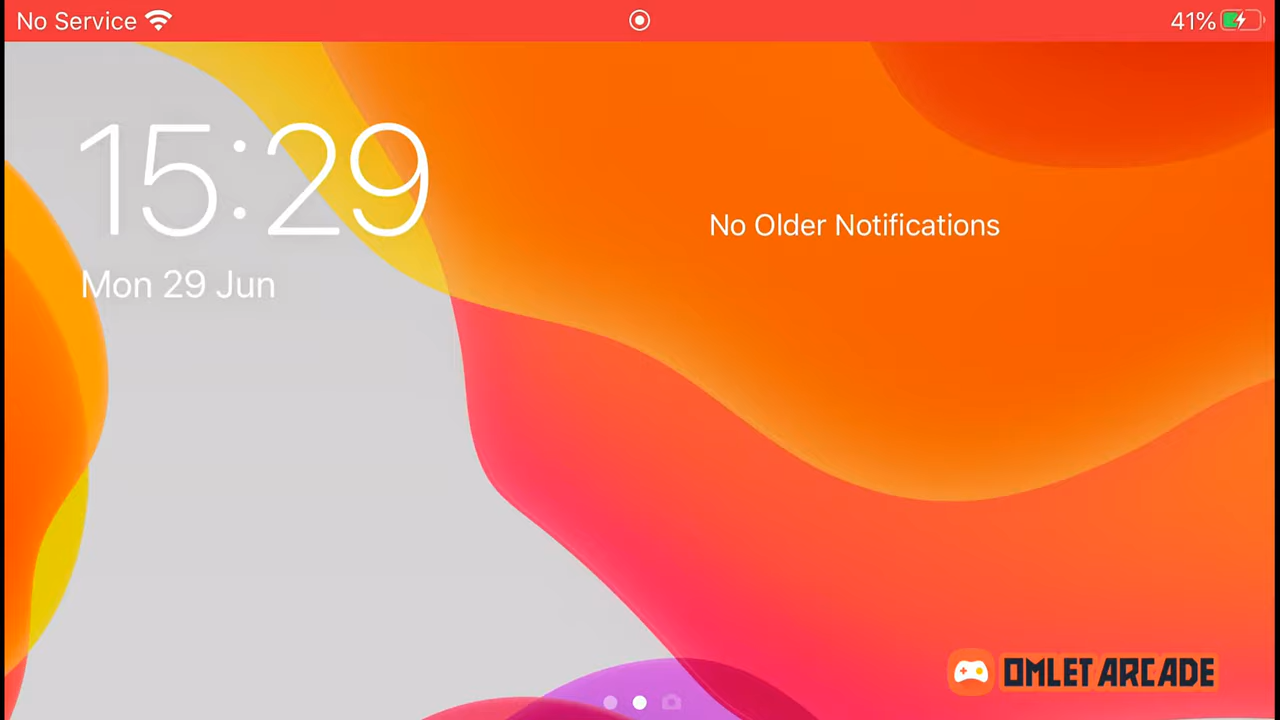 No Service
41%
15:29
Mon 29 Jun
No Older Notifications
OMLET ARCADE